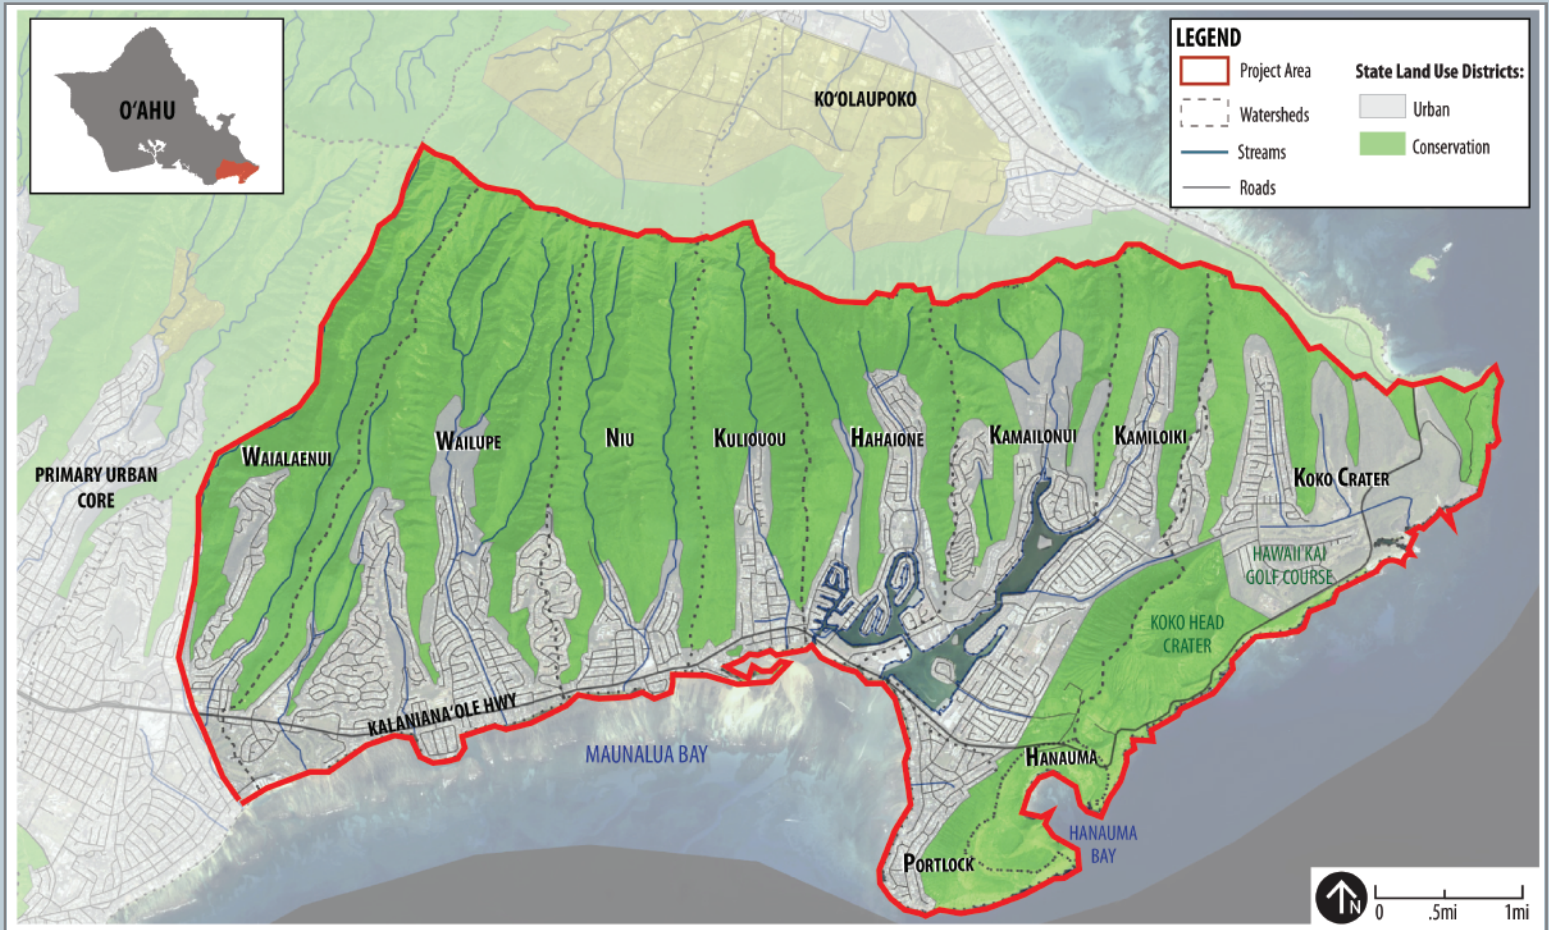 O‘AHU
LEGEND
Project Area
Watersheds
Streams
Roads
State Land Use Districts:
Urban
Conservation
KO‘OLAUPOKO
PRIMARY URBAN
CORE
WAIALAENUI
WAILUPE
NIU
KULIOUOU
HAHAIONE
KAMAILONUI
KAMILOIKI
KOKO CRATER
HAWAII KAI
GOLF COURSE
KOKO HEAD
CRATER
KALANIANA‘OLE HWY
MAUNALUA BAY
HANAUMA
HANAUMA
BAY
PORTLOCK
N
0 .5mi 1mi